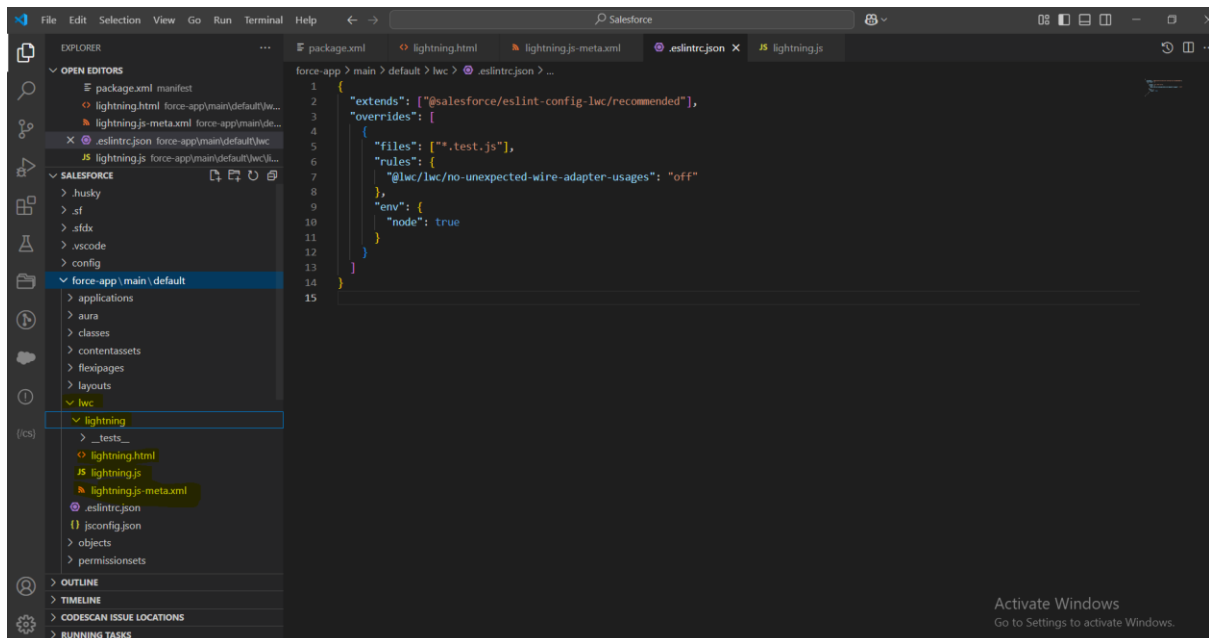 File Edit Selection View Go Run Terminal Help
Salesforce
EXPLORER
OPEN EDITORS
package.xml manifest
lightning.html force-app\main\default\lw...
lightning.js-meta.xml force-app\main\de...
.eslintrc.json force-app\main\default\lwc
JS lightning.js force-app\main\default\lwc\li...
SALESFORCE
.husky
.sf
.sfdx
.vscode
config
force-app\main\default
applications
aura
classes
contentassets
flexipages
layouts
lwc
lightning
__tests__
lightning.html
JS lightning.js
lightning.js-meta.xml
.eslintrc.json
{} jsconfig.json
objects
permissionsets
OUTLINE
TIMELINE
CODESCAN ISSUE LOCATIONS
RUNNING TASKS
{/cs}
package.xml lightning.html lightning.js-meta.xml .eslintrc.json JS lightning.js
force-app > main > default > lwc > .eslintrc.json > ...
1 {
2 "extends": ["@salesforce/eslint-config-lwc/recommended"],
3 "overrides": [
4 {
5 "files": ["*.test.js"],
6 "rules": {
7 "@lwc/lwc/no-unexpected-wire-adapter-usages": "off"
8 },
9 "env": {
10 "node": true
11 }
12 }
13 ]
14 }
15
Activate Windows
Go to Settings to activate Windows.